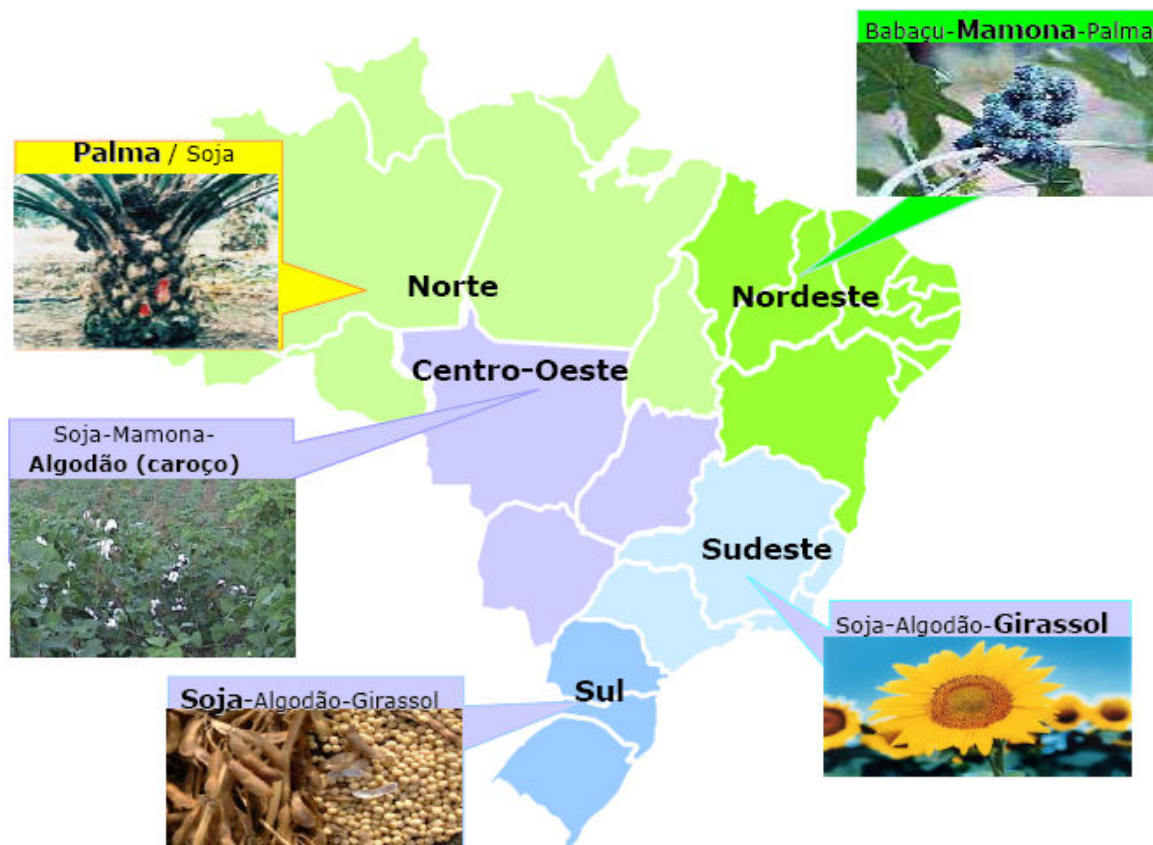 Babaçu-Mamona-Palma
Palma / Soja
Norte
Nordeste
Centro-Oeste
Soja-Mamona-
Algodão (caroço)
Sudeste
Soja-Algodão-Girassol
Sul
Soja-Algodão-Girassol